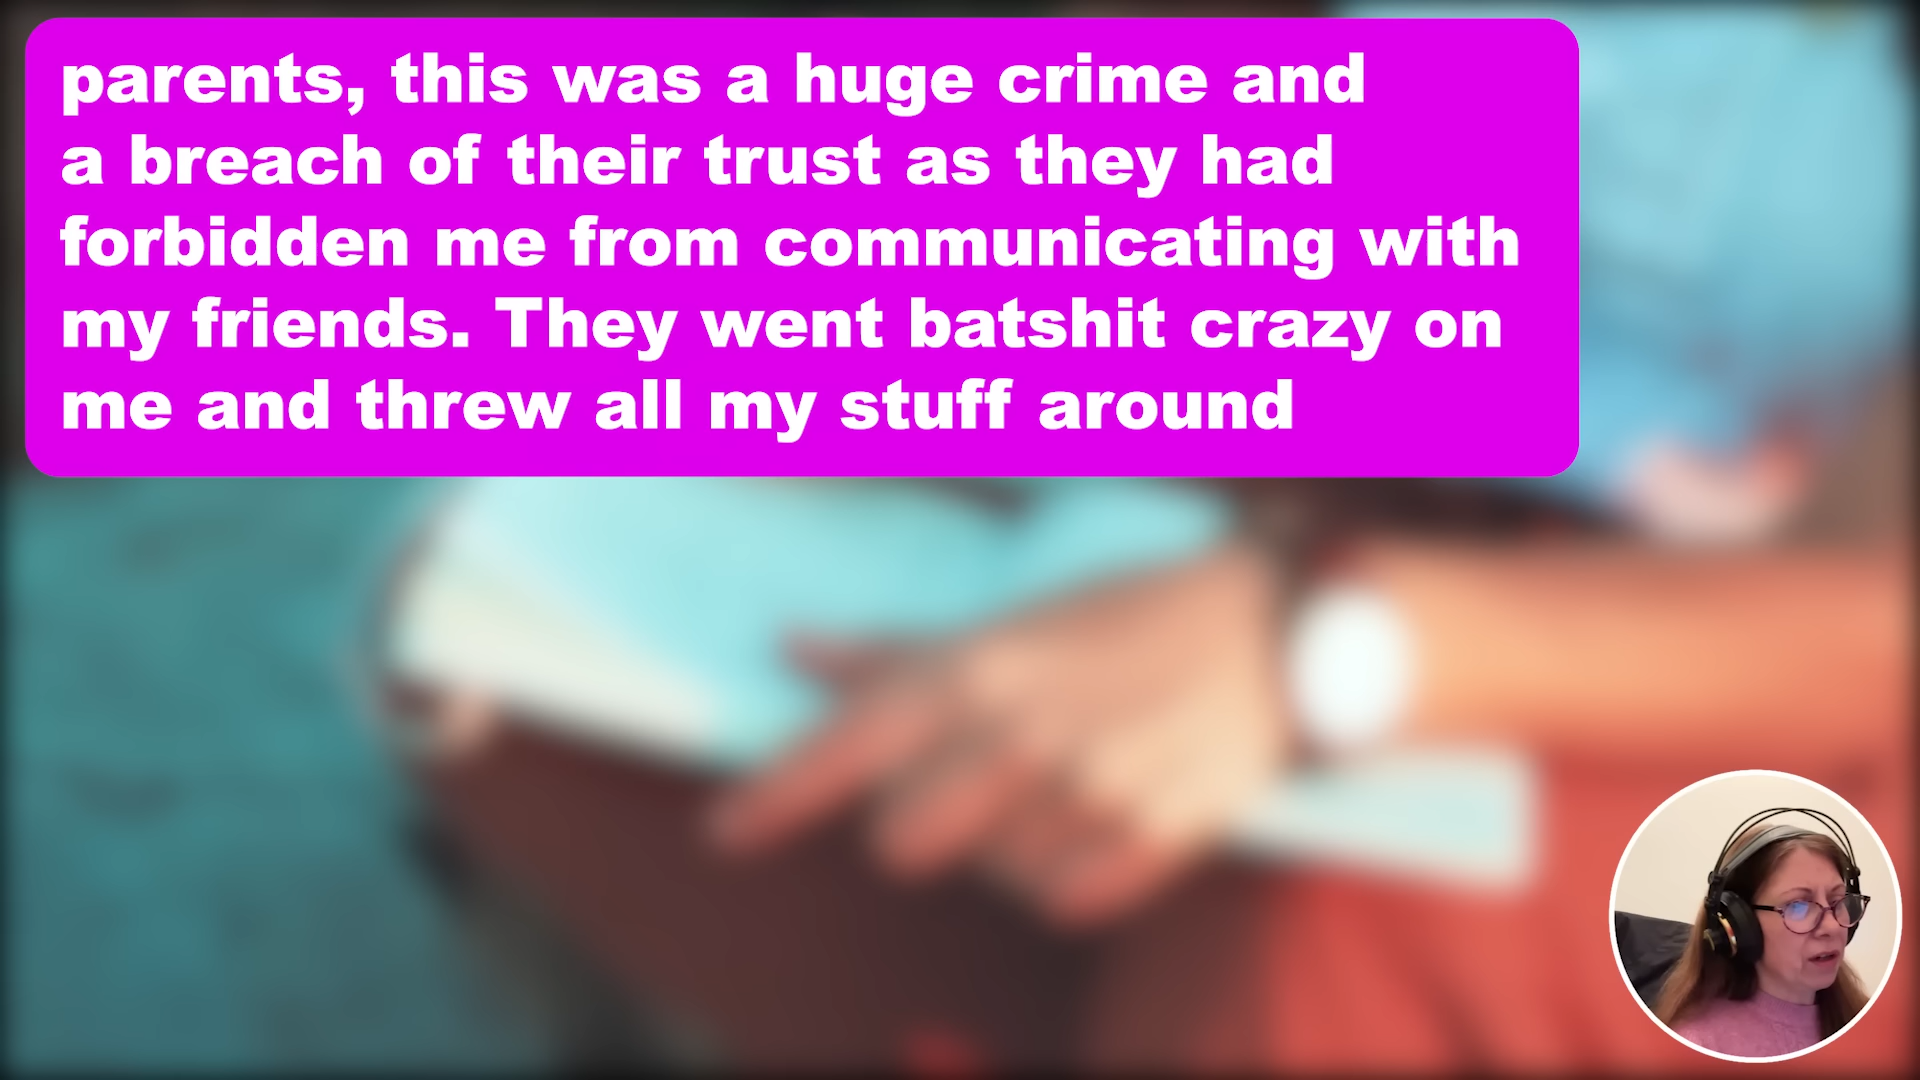 parents, this was a huge crime and
a breach of their trust as they had
forbidden me from communicating with
my friends. They went batshit crazy on
me and threw all my stuff around